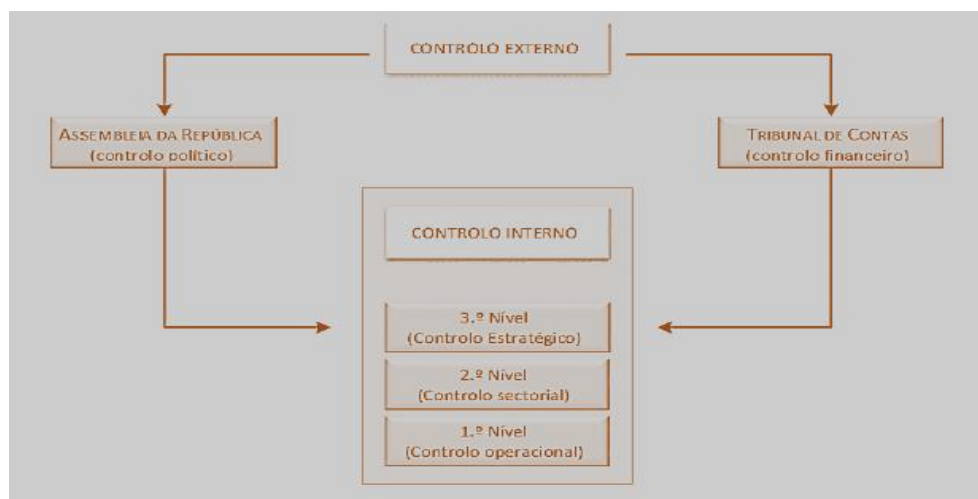 CONTROLO EXTERNO
ASSEMBLEIA DA REPÚBLICA
(controlo político)
TRIBUNAL DE CONTAS
(controlo financeiro)
CONTROLO INTERNO
3.º Nível
(Controlo Estratégico)
2.º Nível
(Controlo sectorial)
1.º Nível
(Controlo operacional)